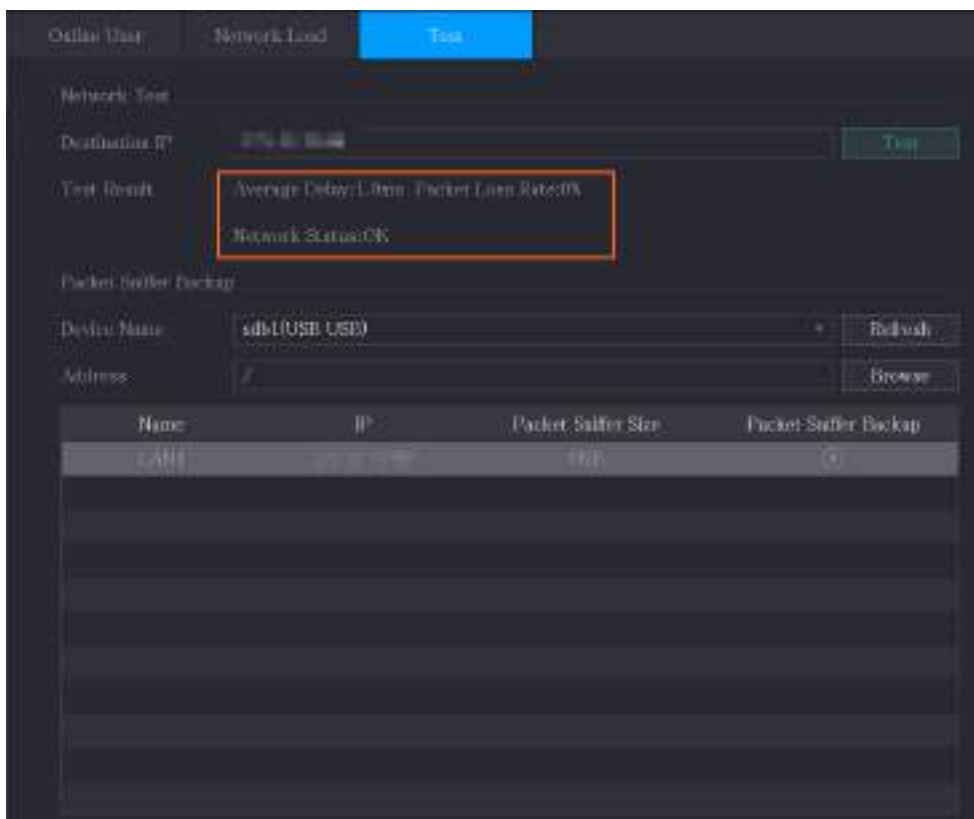 Online User Network Load Test
Network Test
Destination IP Test
Test Result Average Delay:1.0ms Packet Loss Rate:0%
Network Status:OK
Packet Sniffer Backup
Device Name sdb1(USB USB) Refresh
Address / Browse
Name IP Packet Sniffer Size Packet Sniffer Backup
LAN1